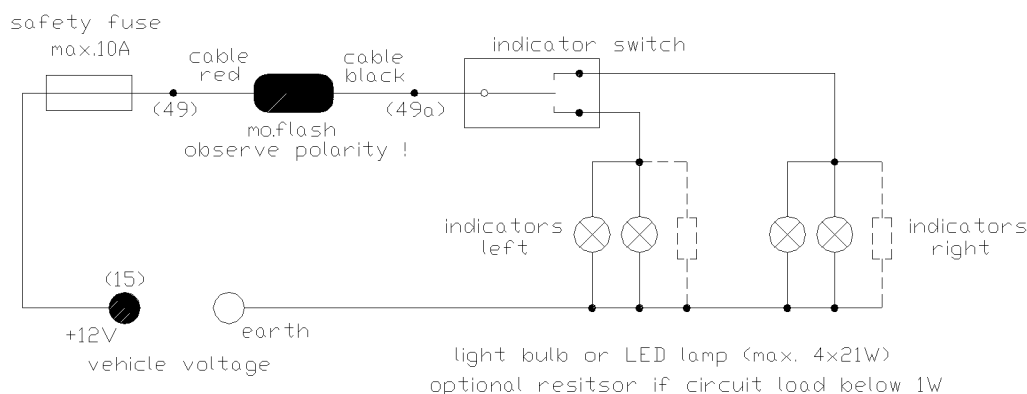 safety fuse
max.10A
cable
red
cable
black
indicator switch
(49)
(49a)
mo.flash
observe polarity !
indicators
left
indicators
right
(15)
+12V
earth
vehicle voltage
light bulb or LED lamp (max. 4x21W)
optional resitsor if circuit load below 1W